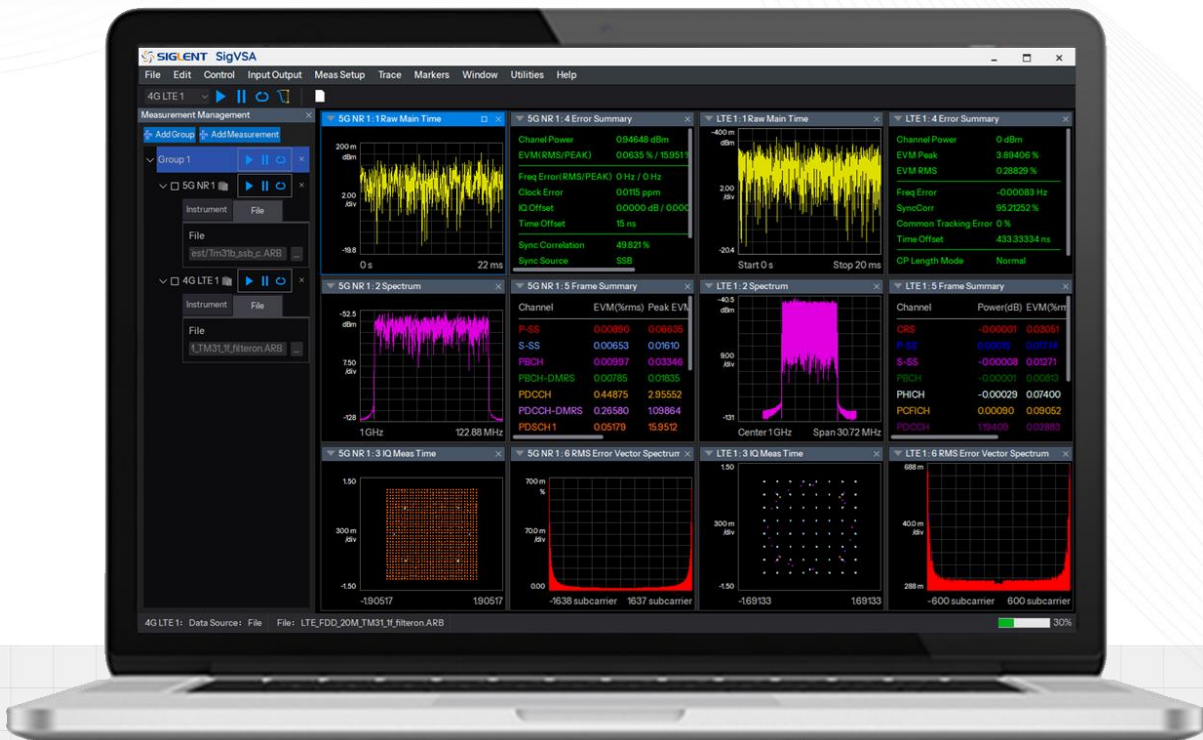 SIGLENT SigVSA
File Edit Control Input Output Meas Setup Trace Markers Window Utilities Help
4G LTE 1
Measurement Management
Add Group Add Measurement
Group 1
5G NR 1
Instrument File
File
est/Tm31b_ssb_c.ARB ...
4G LTE 1
Instrument File
File
1_TM31_1f_filteron.ARB ...
5G NR 1: 1 Raw Main Time
200 m
dBm
2.00
/div
-19.8
0 s 22 ms
5G NR 1: 4 Error Summary
Chanel Power 0.94648 dBm
EVM(RMS/PEAK) 0.0635 % / 15.951
Freq Error(RMS/PEAK) 0 Hz / 0 Hz
Clock Error 0.0115 ppm
IQ Offset 0.0000 dB / 0.000
Time Offset 15 ns
Sync Correlation 49.821 %
Sync Source SSB
LTE 1: 1 Raw Main Time
-400 m
dBm
2.00
/div
-20.4
Start 0 s Stop 20 ms
LTE 1: 4 Error Summary
Channel Power 0 dBm
EVM Peak 3.89406 %
EVM RMS 0.28829 %
Freq Error -0.00083 Hz
SyncCorr 95.21252 %
Common Tracking Error 0 %
Time Offset 433.33334 ns
CP Length Mode Normal
5G NR 1: 2 Spectrum
-52.5
dBm
7.50
/div
-128
1 GHz 122.88 MHz
5G NR 1: 5 Frame Summary
Channel EVM(%rms) Peak EVM
P-SS 0.00890 0.06635
S-SS 0.00653 0.01610
PBCH 0.00997 0.03346
PBCH-DMRS 0.00785 0.01835
PDCCH 0.44875 2.95552
PDCCH-DMRS 0.26580 1.09864
PDSCH 1 0.05179 15.9512
LTE 1: 2 Spectrum
-40.5
dBm
9.00
/div
-131
Center 1 GHz Span 30.72 MHz
LTE 1: 5 Frame Summary
Channel Power(dB) EVM(%rm
CRS -0.00001 0.03051
P-SS
S-SS -0.00008 0.01271
PBCH -0.00001
PHICH -0.00029 0.07400
PCFICH 0.00090 0.09052
PDCCH 1.19409 0.02883
5G NR 1: 3 IQ Meas Time
1.50
300 m
/div
-1.50
-1.90517 1.90517
5G NR 1: 6 RMS Error Vector Spectrum
700 m
%
70.0 m
/div
0.00
-1638 subcarrier 1637 subcarrier
LTE 1: 3 IQ Meas Time
1.50
300 m
/div
-1.50
-1.69133 1.69133
LTE 1: 6 RMS Error Vector Spectrum
688 m
40.0 m
/div
288 m
-600 subcarrier 600 subcarrier
4G LTE 1: Data Source: File File: LTE_FDD_20M_TM31_1f_filteron.ARB
30%